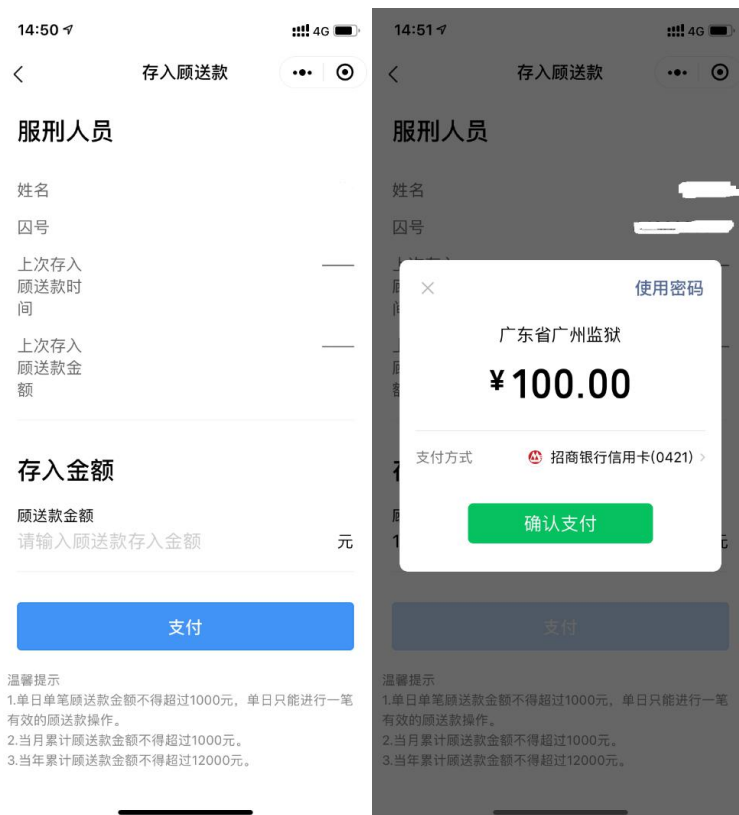 14:50
4G
存入顾送款
服刑人员
姓名
囚号
上次存入
顾送款时
间
上次存入
顾送款金
额
存入金额
顾送款金额
请输入顾送款存入金额
元
支付
温馨提示
1.单日单笔顾送款金额不得超过1000元，单日只能进行一笔
有效的顾送款操作。
2.当月累计顾送款金额不得超过1000元。
3.当年累计顾送款金额不得超过12000元。
14:51
4G
存入顾送款
服刑人员
姓名
囚号
使用密码
广东省广州监狱
¥100.00
支付方式
招商银行信用卡(0421)
确认支付
支付
温馨提示
1.单日单笔顾送款金额不得超过1000元，单日只能进行一笔
有效的顾送款操作。
2.当月累计顾送款金额不得超过1000元。
3.当年累计顾送款金额不得超过12000元。